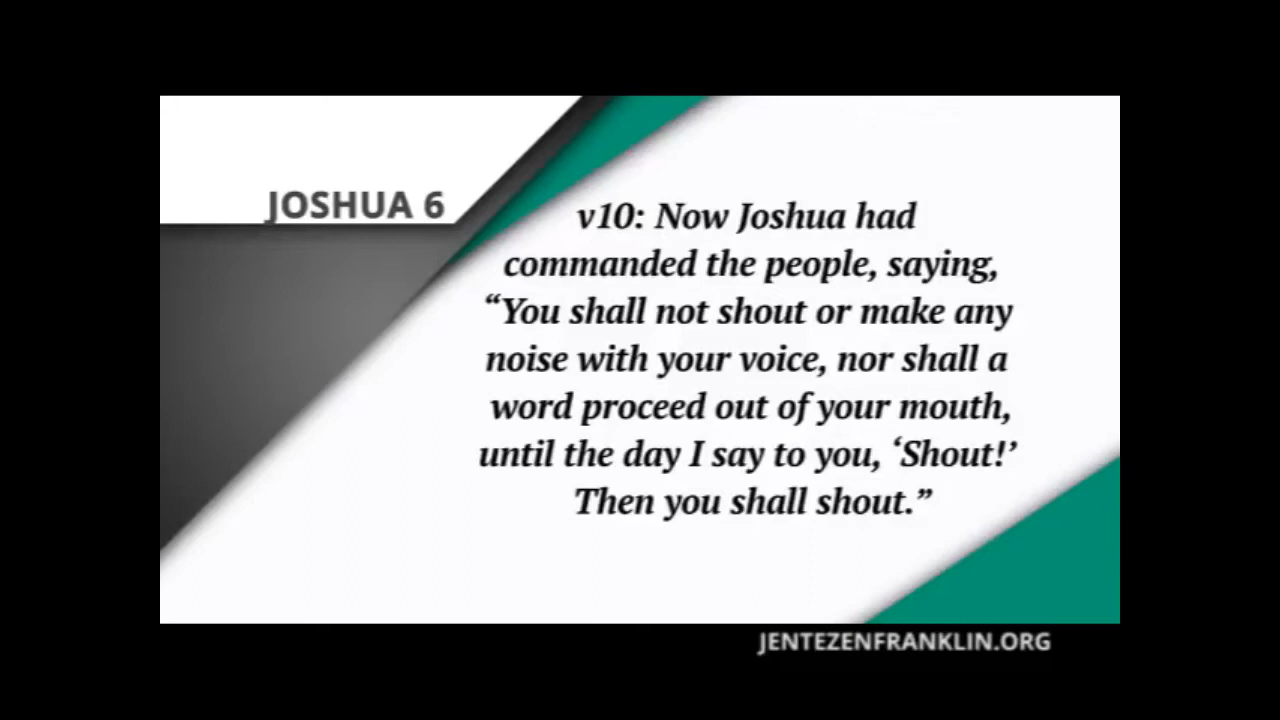 JOSHUA 6
v10: Now Joshua had
commanded the people, saying,
“You shall not shout or make any
noise with your voice, nor shall a
word proceed out of your mouth,
until the day I say to you, ‘Shout!’
Then you shall shout.”
JENTEZENFRANKLIN.ORG